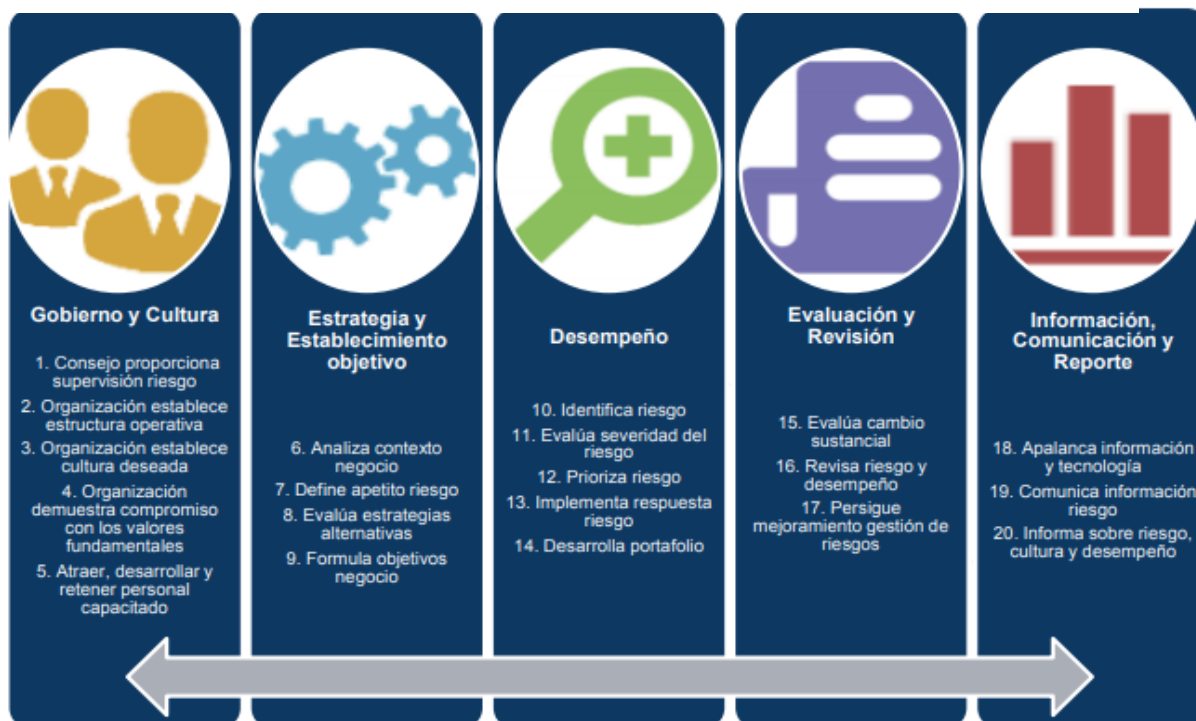 Gobierno y Cultura
1. Consejo proporciona
supervisión riesgo
2. Organización establece
estructura operativa
3. Organización establece
cultura deseada
4. Organización
demuestra compromiso
con los valores
fundamentales
5. Atraer, desarrollar y
retener personal
capacitado
Estrategia y
Establecimiento
objetivo
6. Analiza contexto
negocio
7. Define apetito riesgo
8. Evalúa estrategias
alternativas
9. Formula objetivos
negocio
Desempeño
10. Identifica riesgo
11. Evalúa severidad del
riesgo
12. Prioriza riesgo
13. Implementa respuesta
riesgo
14. Desarrolla portafolio
Evaluación y
Revisión
15. Evalúa cambio
sustancial
16. Revisa riesgo y
desempeño
17. Persigue
mejoramiento gestión de
riesgos
Información,
Comunicación y
Reporte
18. Apalanca información
y tecnología
19. Comunica información
riesgo
20. Informa sobre riesgo,
cultura y desempeño